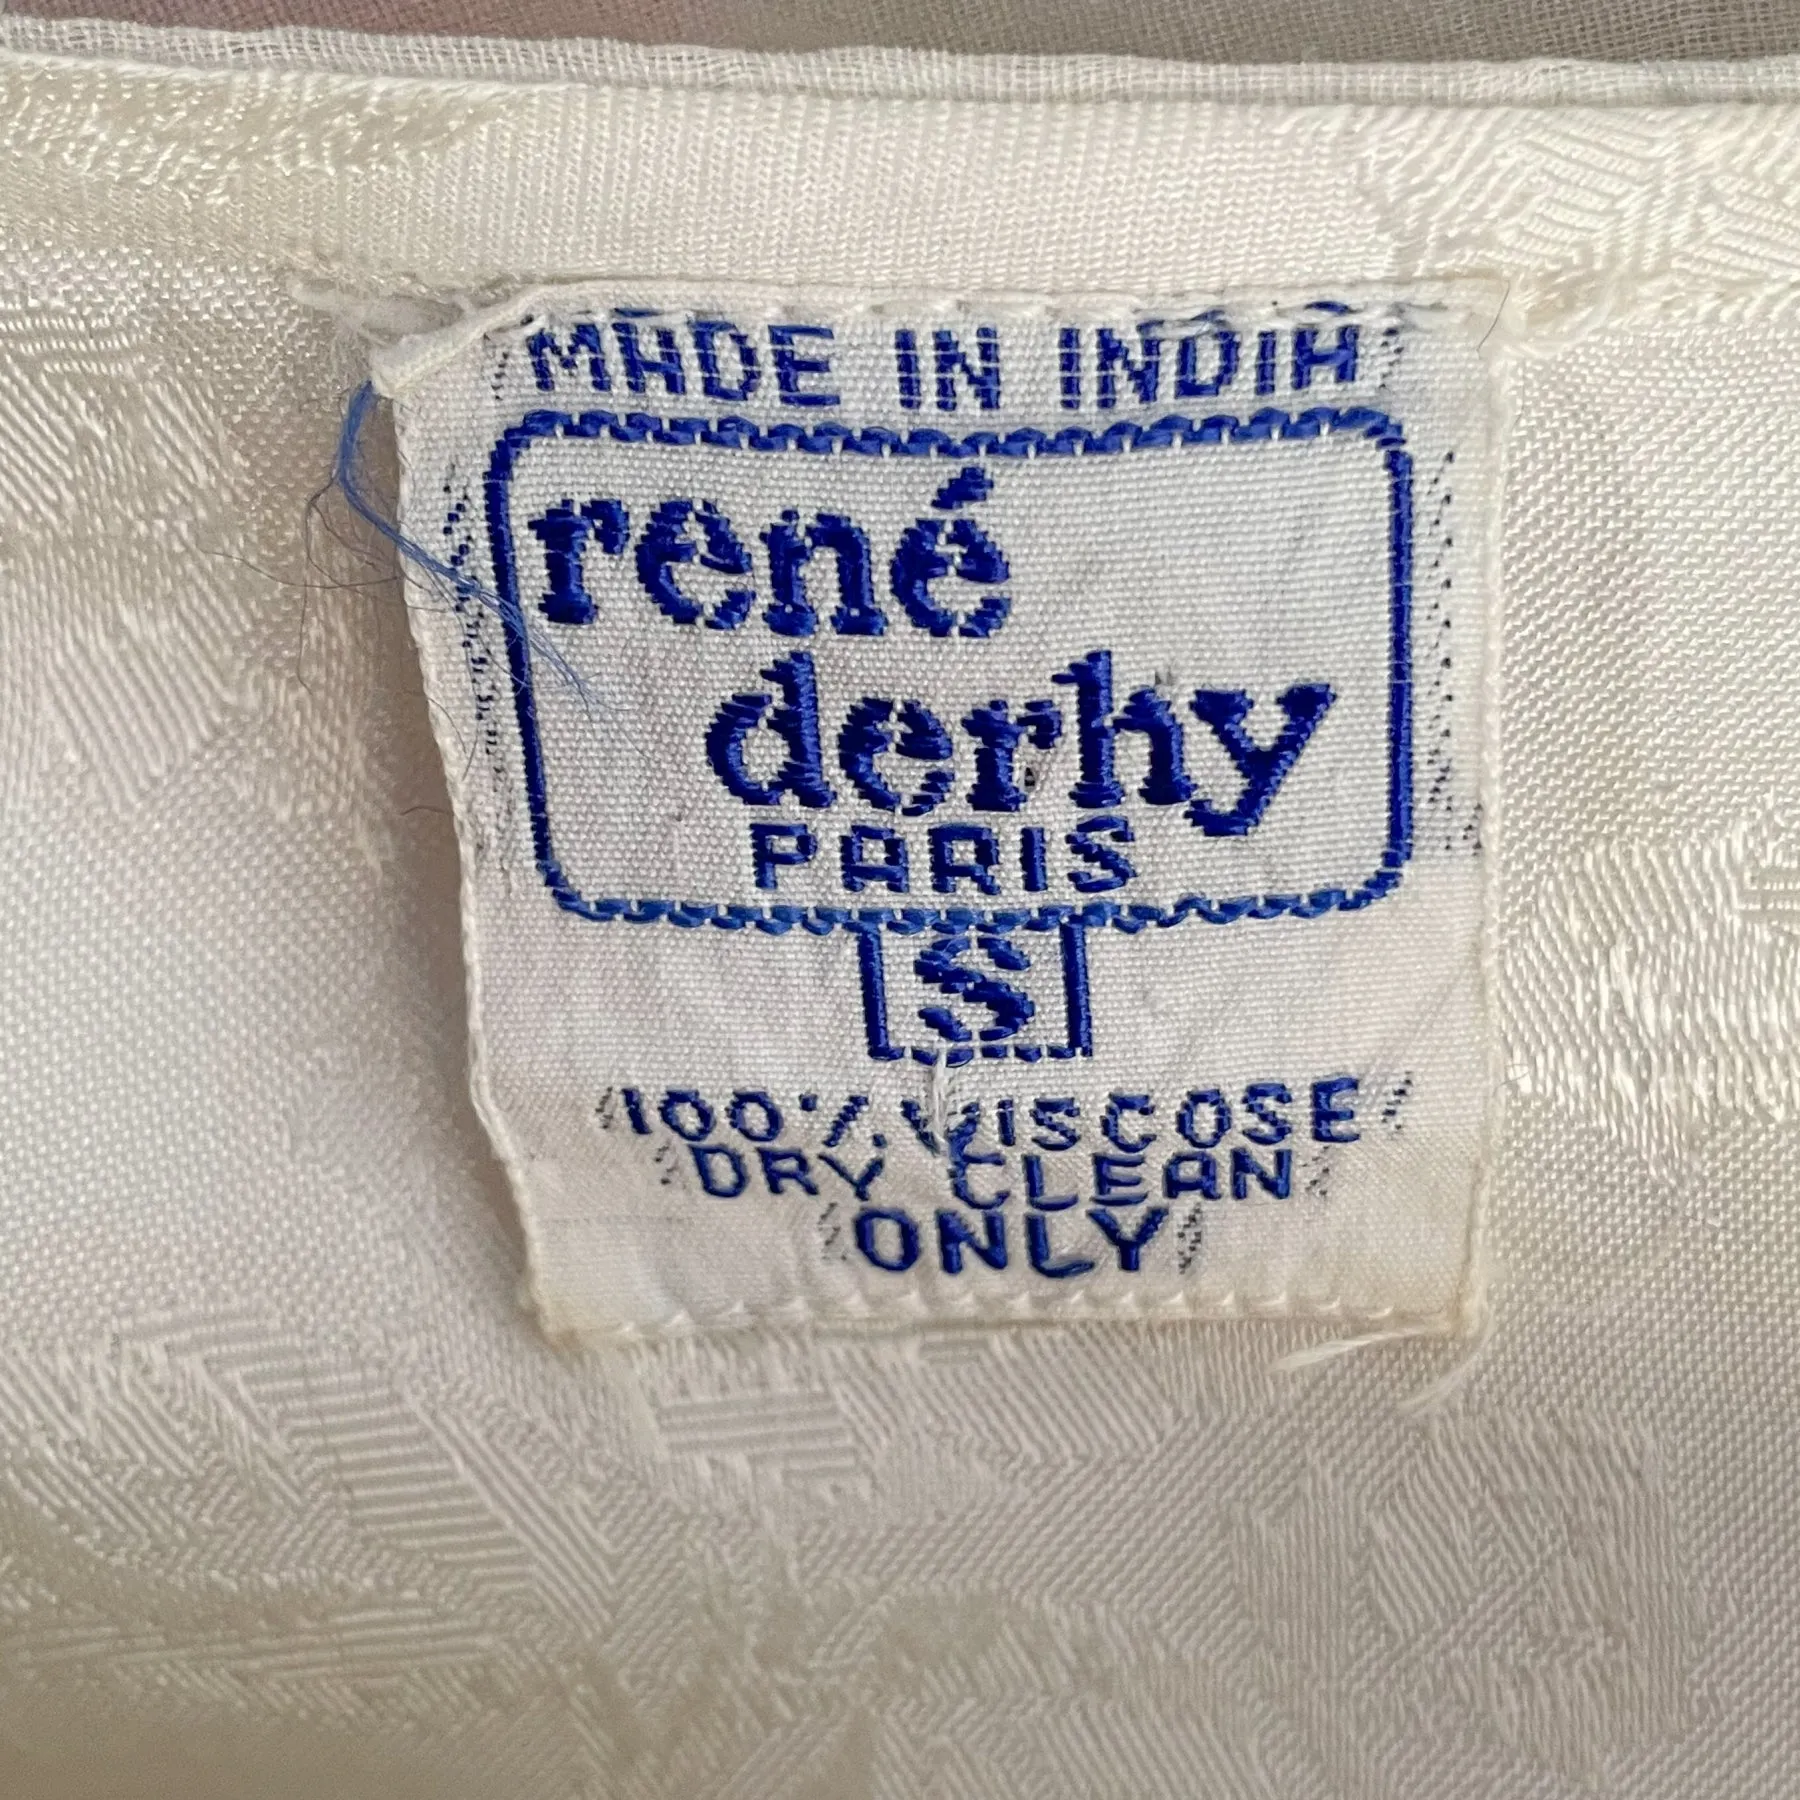 MADE IN INDIA
rené
derhy
PARIS
S
100% VISCOSE
DRY CLEAN
ONLY